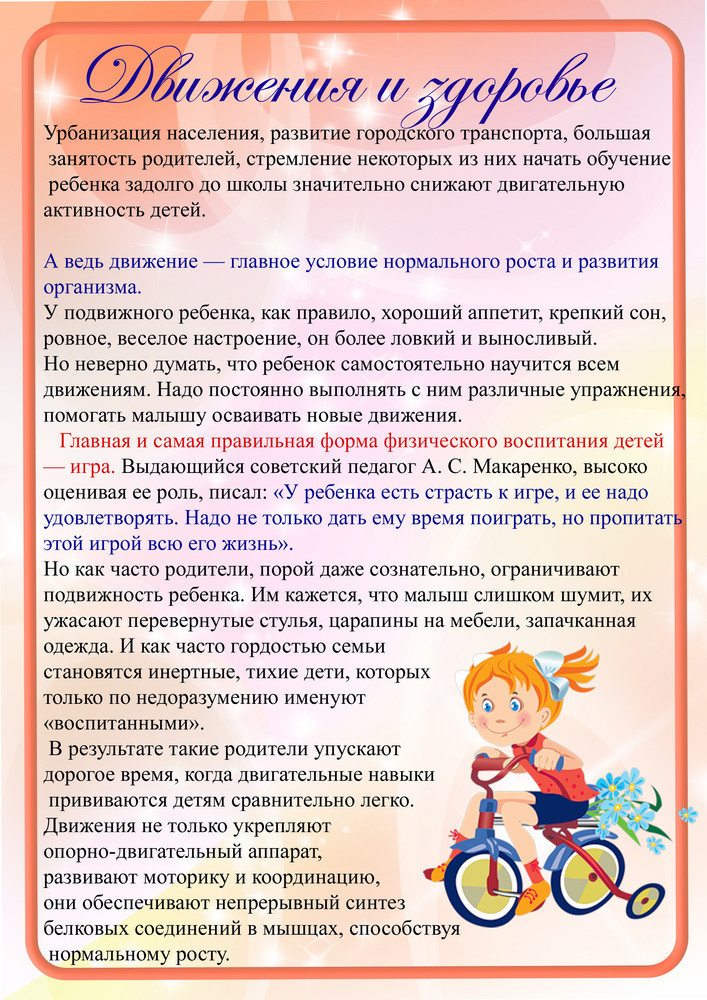 Движения и здоровье
Урбанизация населения, развитие городского транспорта, большая
занятость родителей, стремление некоторых из них начать обучение
ребенка задолго до школы значительно снижают двигательную
активность детей.
А ведь движение — главное условие нормального роста и развития
организма.
У подвижного ребенка, как правило, хороший аппетит, крепкий сон,
ровное, веселое настроение, он более ловкий и выносливый.
Но неверно думать, что ребенок самостоятельно научится всем
движениям. Надо постоянно выполнять с ним различные упражнения,
помогать малышу осваивать новые движения.
Главная и самая правильная форма физического воспитания детей
— игра. Выдающийся советский педагог А. С. Макаренко, высоко
оценивая ее роль, писал: «У ребенка есть страсть к игре, и ее надо
удовлетворять. Надо не только дать ему время поиграть, но пропитать
этой игрой всю его жизнь».
Но как часто родители, порой даже сознательно, ограничивают
подвижность ребенка. Им кажется, что малыш слишком шумит, их
ужасают перевернутые стулья, царапины на мебели, запачканная
одежда. И как часто гордостью семьи
становятся инертные, тихие дети, которых
только по недоразумению именуют
«воспитанными».
В результате такие родители упускают
дорогое время, когда двигательные навыки
прививаются детям сравнительно легко.
Движения не только укрепляют
опорно-двигательный аппарат,
развивают моторику и координацию,
они обеспечивают непрерывный синтез
белковых соединений в мышцах, способствуя
нормальному росту.